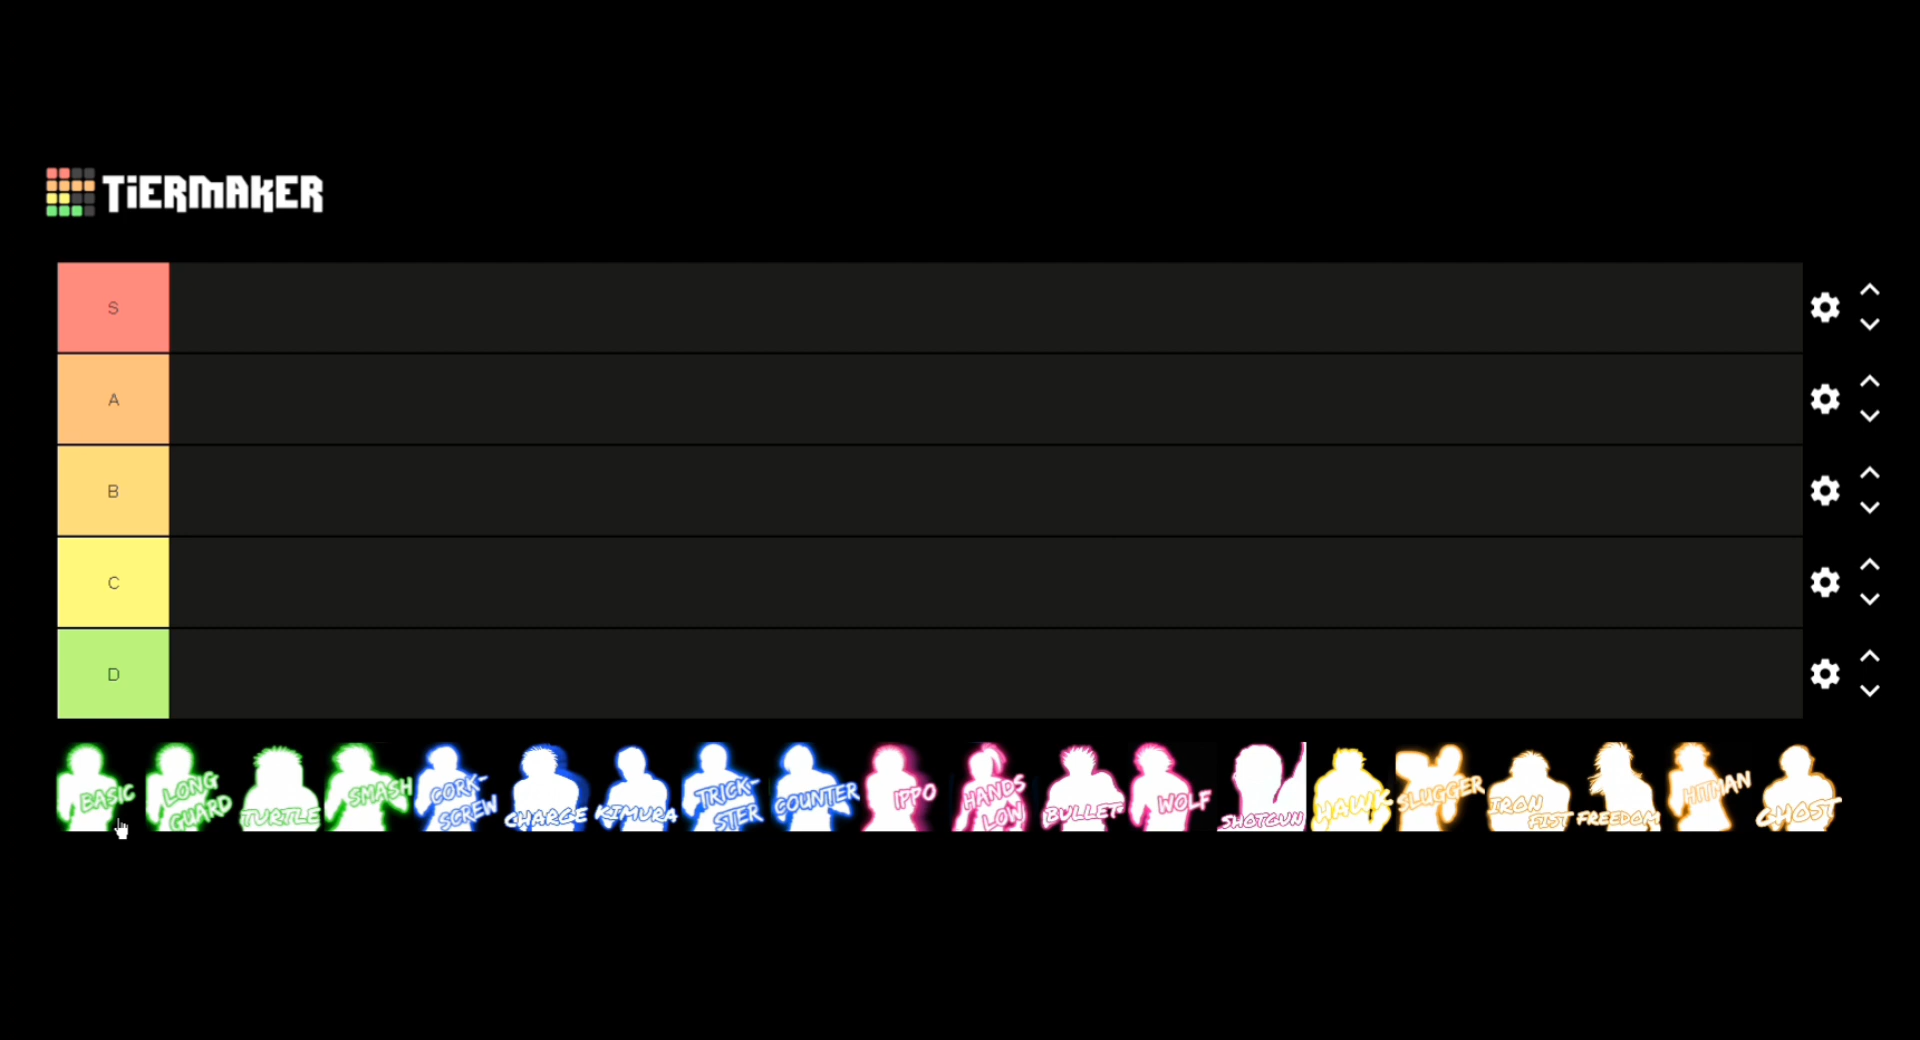 TiERMAKER
S
A
B
C
D
BASIC
LONG
GUARD
TURTLE
SMASH
CORK-
SCREW
CHARGE
KIMURA
TRICK-
STER
COUNTER
IPPO
HANDS
LOW
BULLET
WOLF
SHOTGUN
HAWK
SLUGGER
IRON
FIST
FREEDOM
HITMAN
GHOST